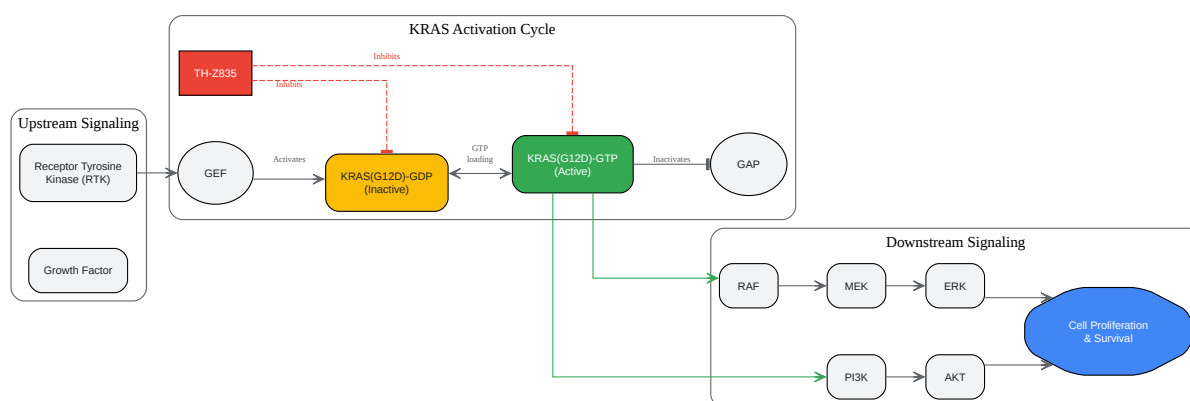 KRAS Activation Cycle
TH-Z835
Inhibits
Inhibits
Upstream Signaling
Receptor Tyrosine
Kinase (RTK)
Growth Factor
GEF
Activates
KRAS(G12D)-GDP
(Inactive)
GTP
loading
KRAS(G12D)-GTP
(Active)
Inactivates
GAP
Downstream Signaling
RAF
MEK
ERK
PI3K
AKT
Cell Proliferation
& Survival